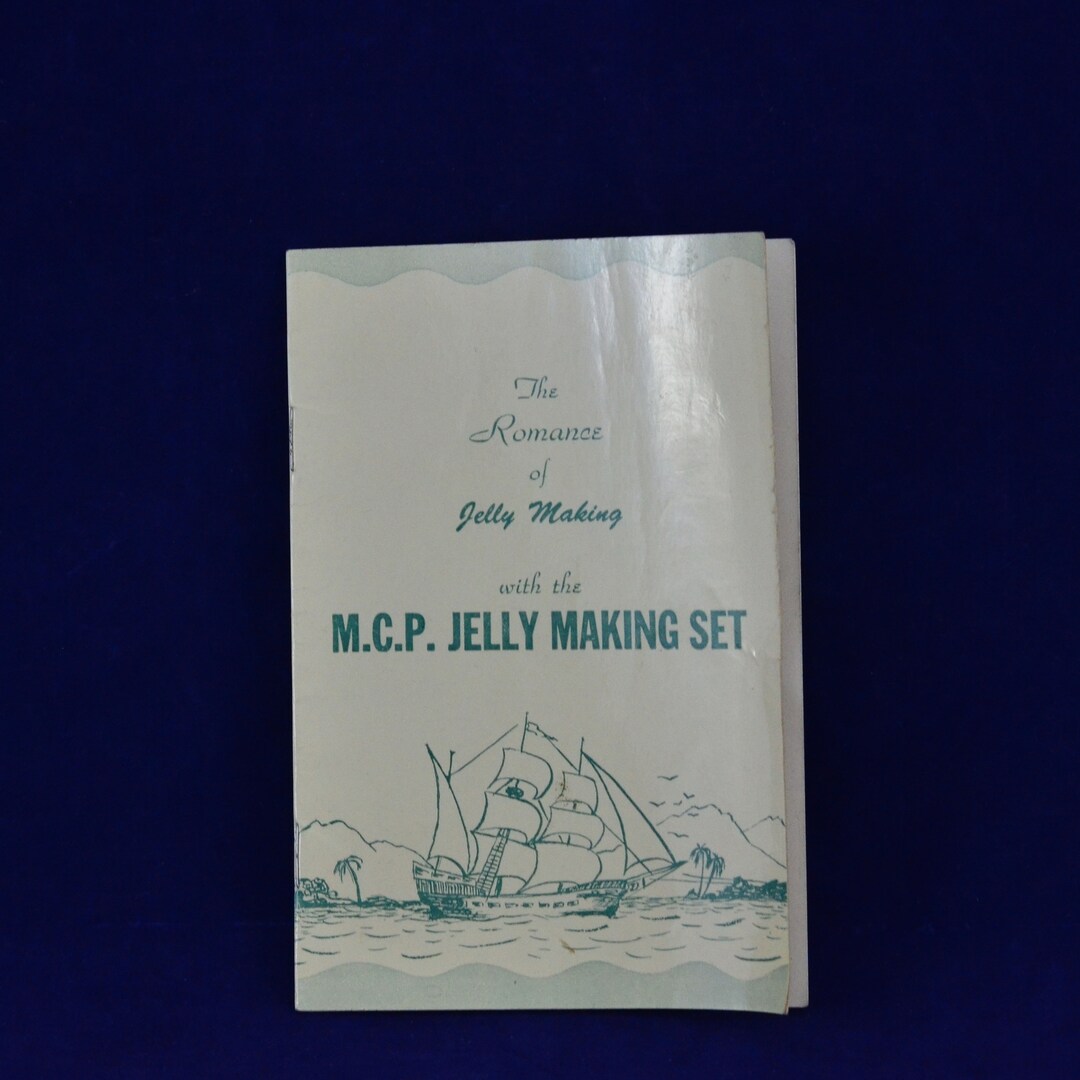 The
Romance
of
Jelly Making
with the
M.C.P. JELLY MAKING SET